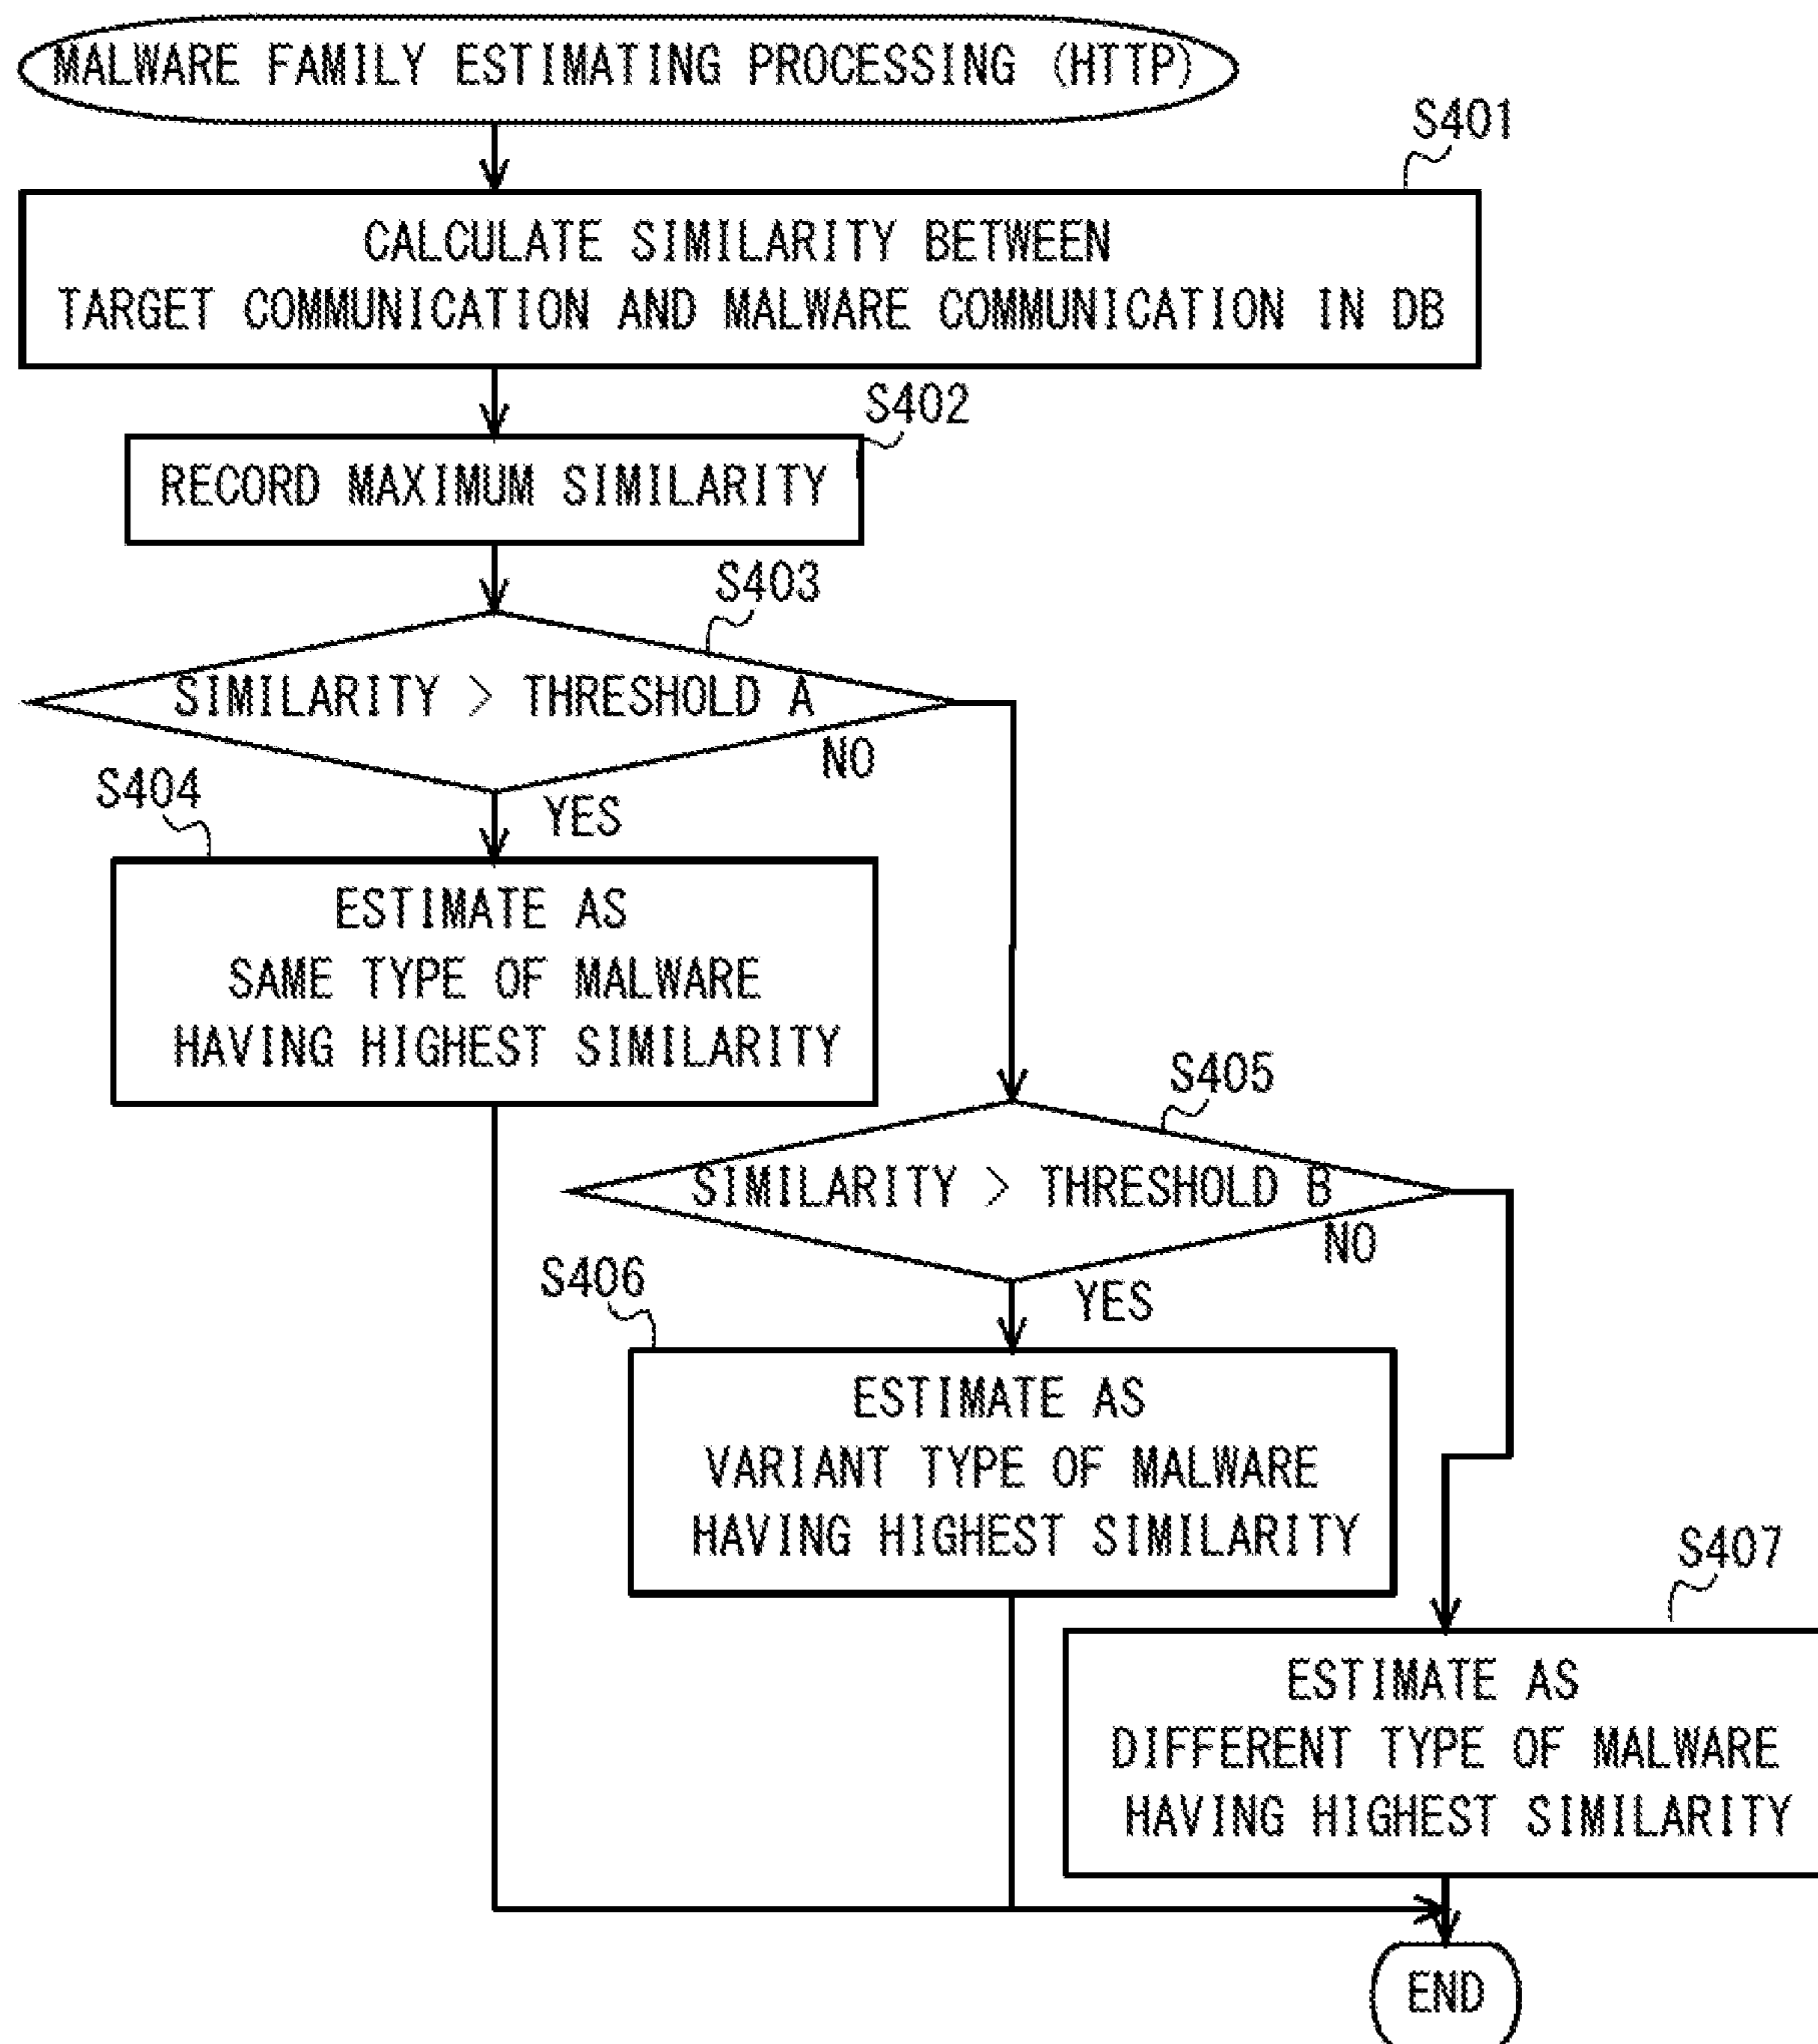 MALWARE FAMILY ESTIMATING PROCESSING (HTTP)
S401
CALCULATE SIMILARITY BETWEEN
TARGET COMMUNICATION AND MALWARE COMMUNICATION IN DB
S402
RECORD MAXIMUM SIMILARITY
S403
SIMILARITY > THRESHOLD A
NO
YES
S404
ESTIMATE AS
SAME TYPE OF MALWARE
HAVING HIGHEST SIMILARITY
S405
SIMILARITY > THRESHOLD B
NO
YES
S406
ESTIMATE AS
VARIANT TYPE OF MALWARE
HAVING HIGHEST SIMILARITY
S407
ESTIMATE AS
DIFFERENT TYPE OF MALWARE
HAVING HIGHEST SIMILARITY
END